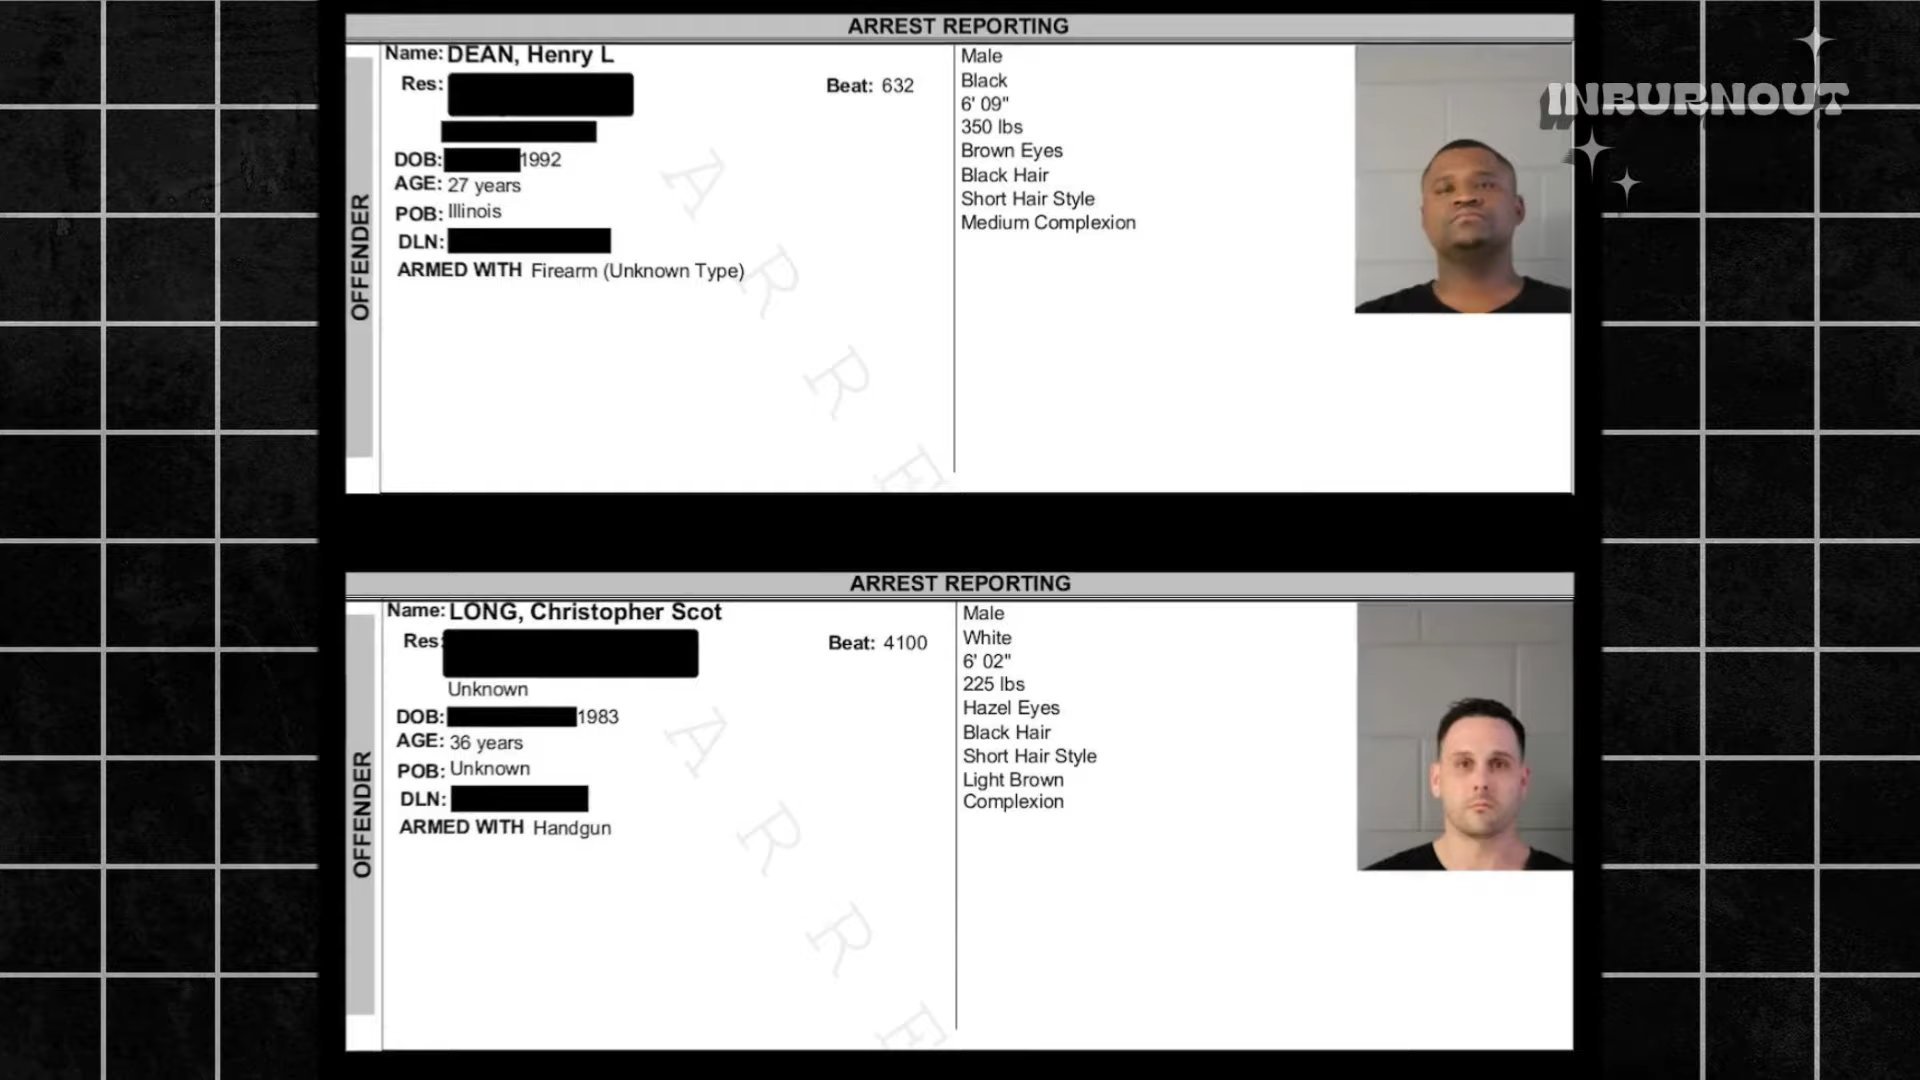 ARREST REPORTING
Name: DEAN, Henry L
Res:
Beat: 632
DOB: 1992
AGE: 27 years
POB: Illinois
DLN:
ARMED WITH Firearm (Unknown Type)
OFFENDER
Male
Black
6' 09"
350 lbs
Brown Eyes
Black Hair
Short Hair Style
Medium Complexion
INBURNOUT
A R R E
ARREST REPORTING
Name: LONG, Christopher Scot
Res:
Beat: 4100
Unknown
DOB: 1983
AGE: 36 years
POB: Unknown
DLN:
ARMED WITH Handgun
OFFENDER
Male
White
6' 02"
225 lbs
Hazel Eyes
Black Hair
Short Hair Style
Light Brown
Complexion
A R R E